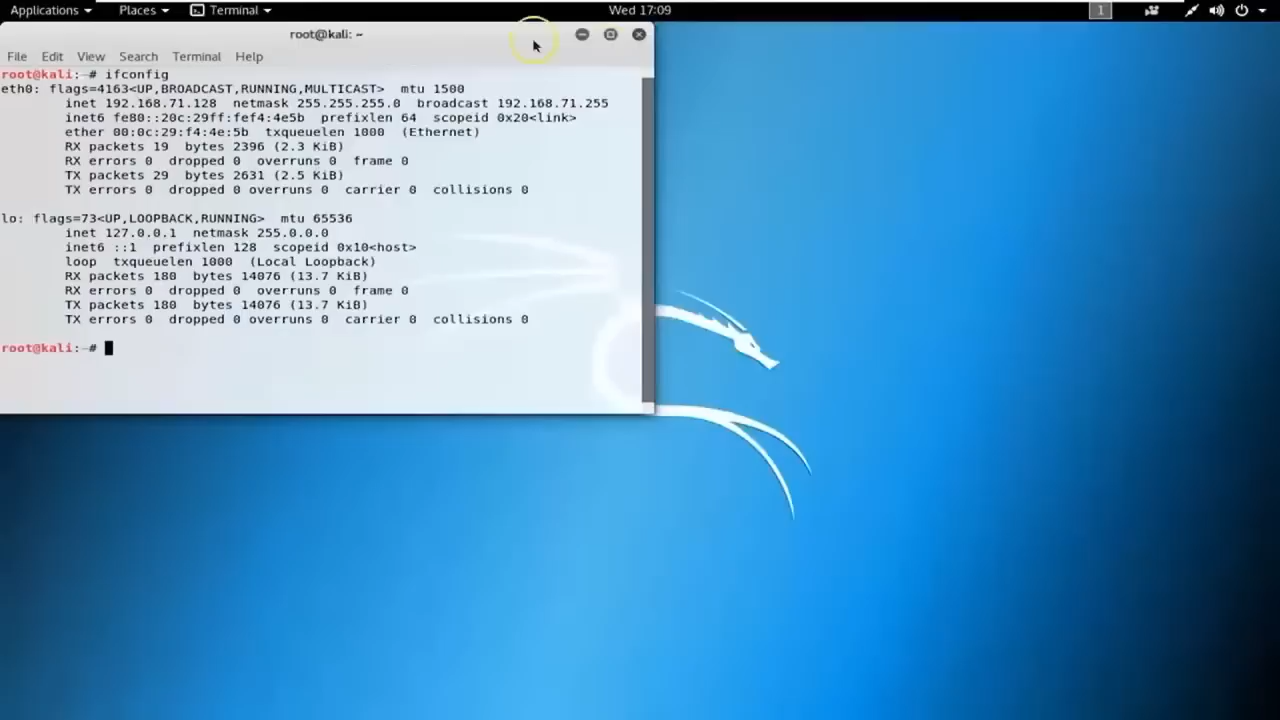 Applications Places Terminal Wed 17:09 1
root@kali: ~
File Edit View Search Terminal Help
root@kali:~# ifconfig
eth0: flags=4163<UP,BROADCAST,RUNNING,MULTICAST>  mtu 1500
        inet 192.168.71.128  netmask 255.255.255.0  broadcast 192.168.71.255
        inet6 fe80::20c:29ff:fef4:4e5b  prefixlen 64  scopeid 0x20<link>
        ether 00:0c:29:f4:4e:5b  txqueuelen 1000  (Ethernet)
        RX packets 19  bytes 2396 (2.3 KiB)
        RX errors 0  dropped 0  overruns 0  frame 0
        TX packets 29  bytes 2631 (2.5 KiB)
        TX errors 0  dropped 0 overruns 0  carrier 0  collisions 0
lo: flags=73<UP,LOOPBACK,RUNNING>  mtu 65536
        inet 127.0.0.1  netmask 255.0.0.0
        inet6 ::1  prefixlen 128  scopeid 0x10<host>
        loop  txqueuelen 1000  (Local Loopback)
        RX packets 180  bytes 14076 (13.7 KiB)
        RX errors 0  dropped 0  overruns 0  frame 0
        TX packets 180  bytes 14076 (13.7 KiB)
        TX errors 0  dropped 0 overruns 0  carrier 0  collisions 0
root@kali:~#